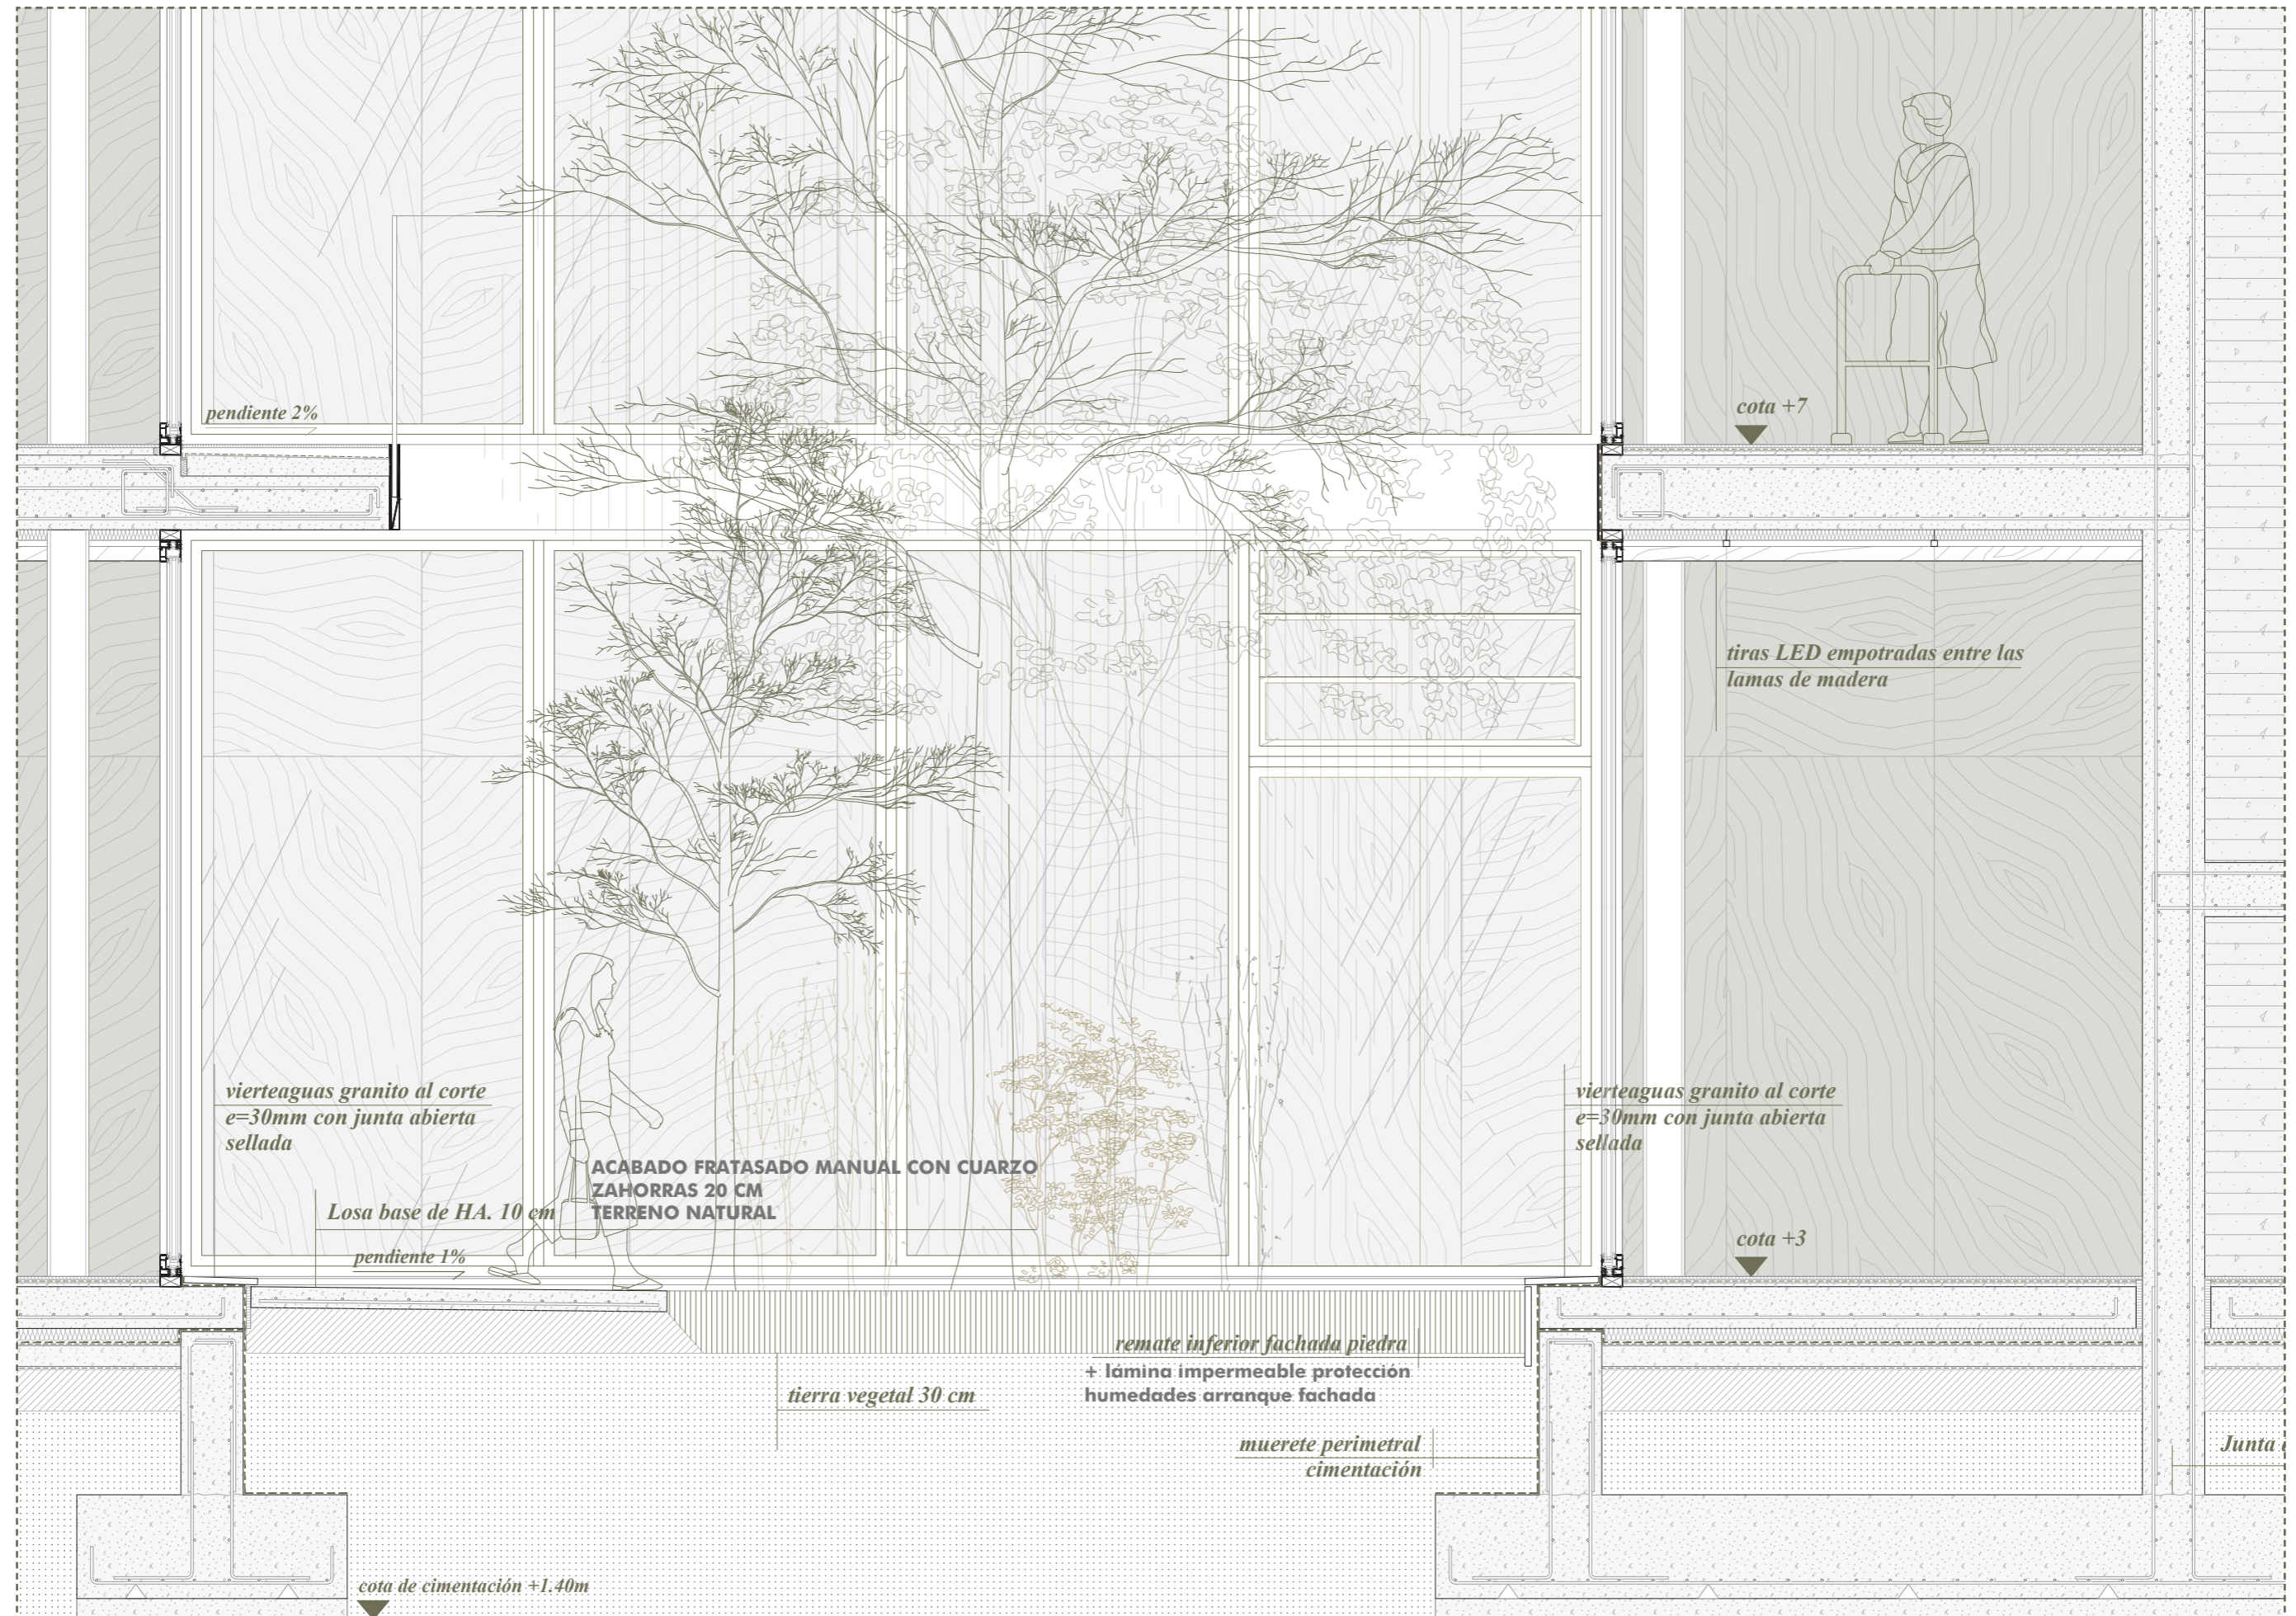 pendiente 2%
cota +7
tiras LED empotradas entre las
lamas de madera
vierteaguas granito al corte
e=30mm con junta abierta
sellada
vierteaguas granito al corte
e=30mm con junta abierta
sellada
ACABADO FRATASADO MANUAL CON CUARZO
ZAHORRAS 20 CM
TERRENO NATURAL
Losa base de HA. 10 cm
pendiente 1%
cota +3
remate inferior fachada piedra
+ lámina impermeable protección
humedades arranque fachada
tierra vegetal 30 cm
muerete perimetral
cimentación
Junta
cota de cimentación +1.40m